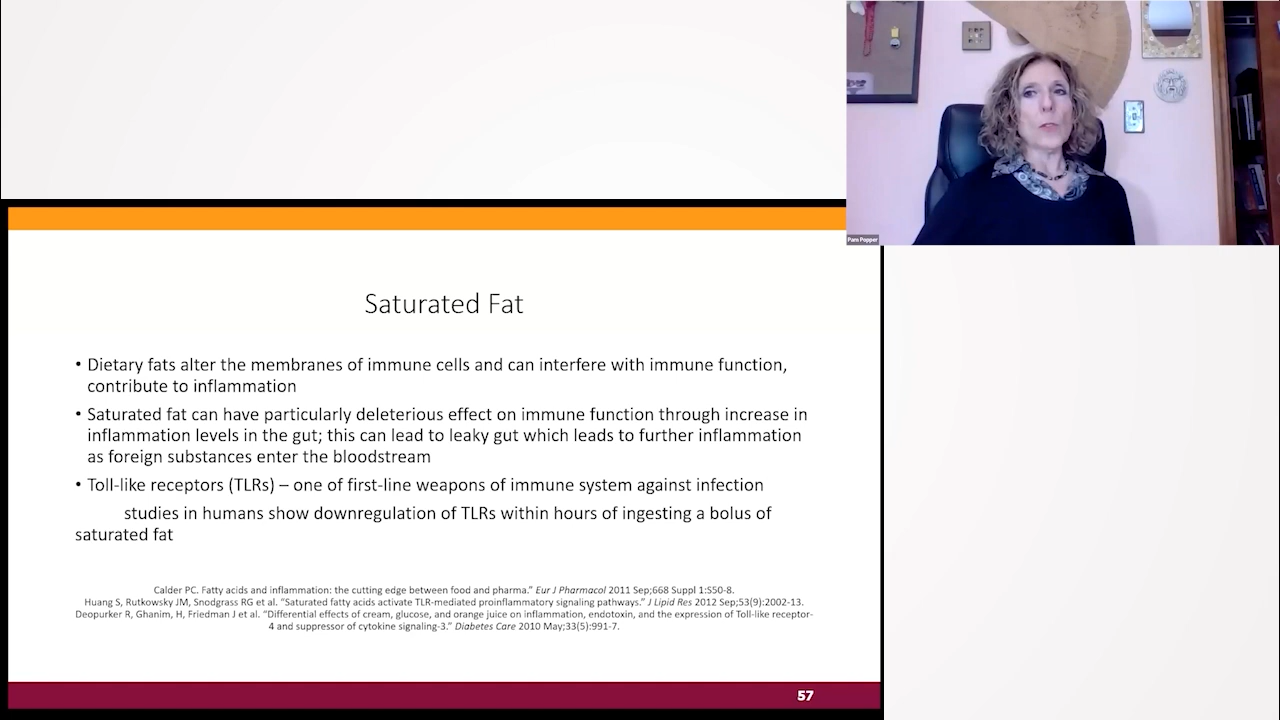 Pam Popper
Saturated Fat
• Dietary fats alter the membranes of immune cells and can interfere with immune function,
contribute to inflammation
• Saturated fat can have particularly deleterious effect on immune function through increase in
inflammation levels in the gut; this can lead to leaky gut which leads to further inflammation
as foreign substances enter the bloodstream
• Toll-like receptors (TLRs) – one of first-line weapons of immune system against infection
studies in humans show downregulation of TLRs within hours of ingesting a bolus of
saturated fat
Calder PC. Fatty acids and inflammation: the cutting edge between food and pharma.” Eur J Pharmacol 2011 Sep;668 Suppl 1:S50-8.
Huang S, Rutkowsky JM, Snodgrass RG et al. “Saturated fatty acids activate TLR-mediated proinflammatory signaling pathways.” J Lipid Res 2012 Sep;53(9):2002-13.
Deopurker R, Ghanim, H, Friedman J et al. “Differential effects of cream, glucose, and orange juice on inflammation, endotoxin, and the expression of Toll-like receptor-
4 and suppressor of cytokine signaling-3.” Diabetes Care 2010 May;33(5):991-7.
57